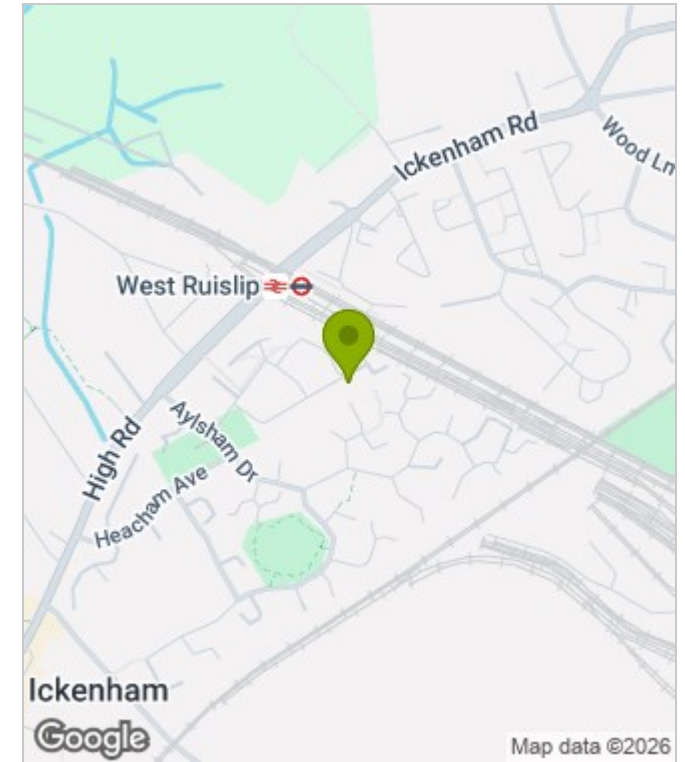 Ickenham Rd
Wood Ln
West Ruislip
High Rd
Aylsham Dr
Heacham Ave
Ickenham
Google
Map data ©2026